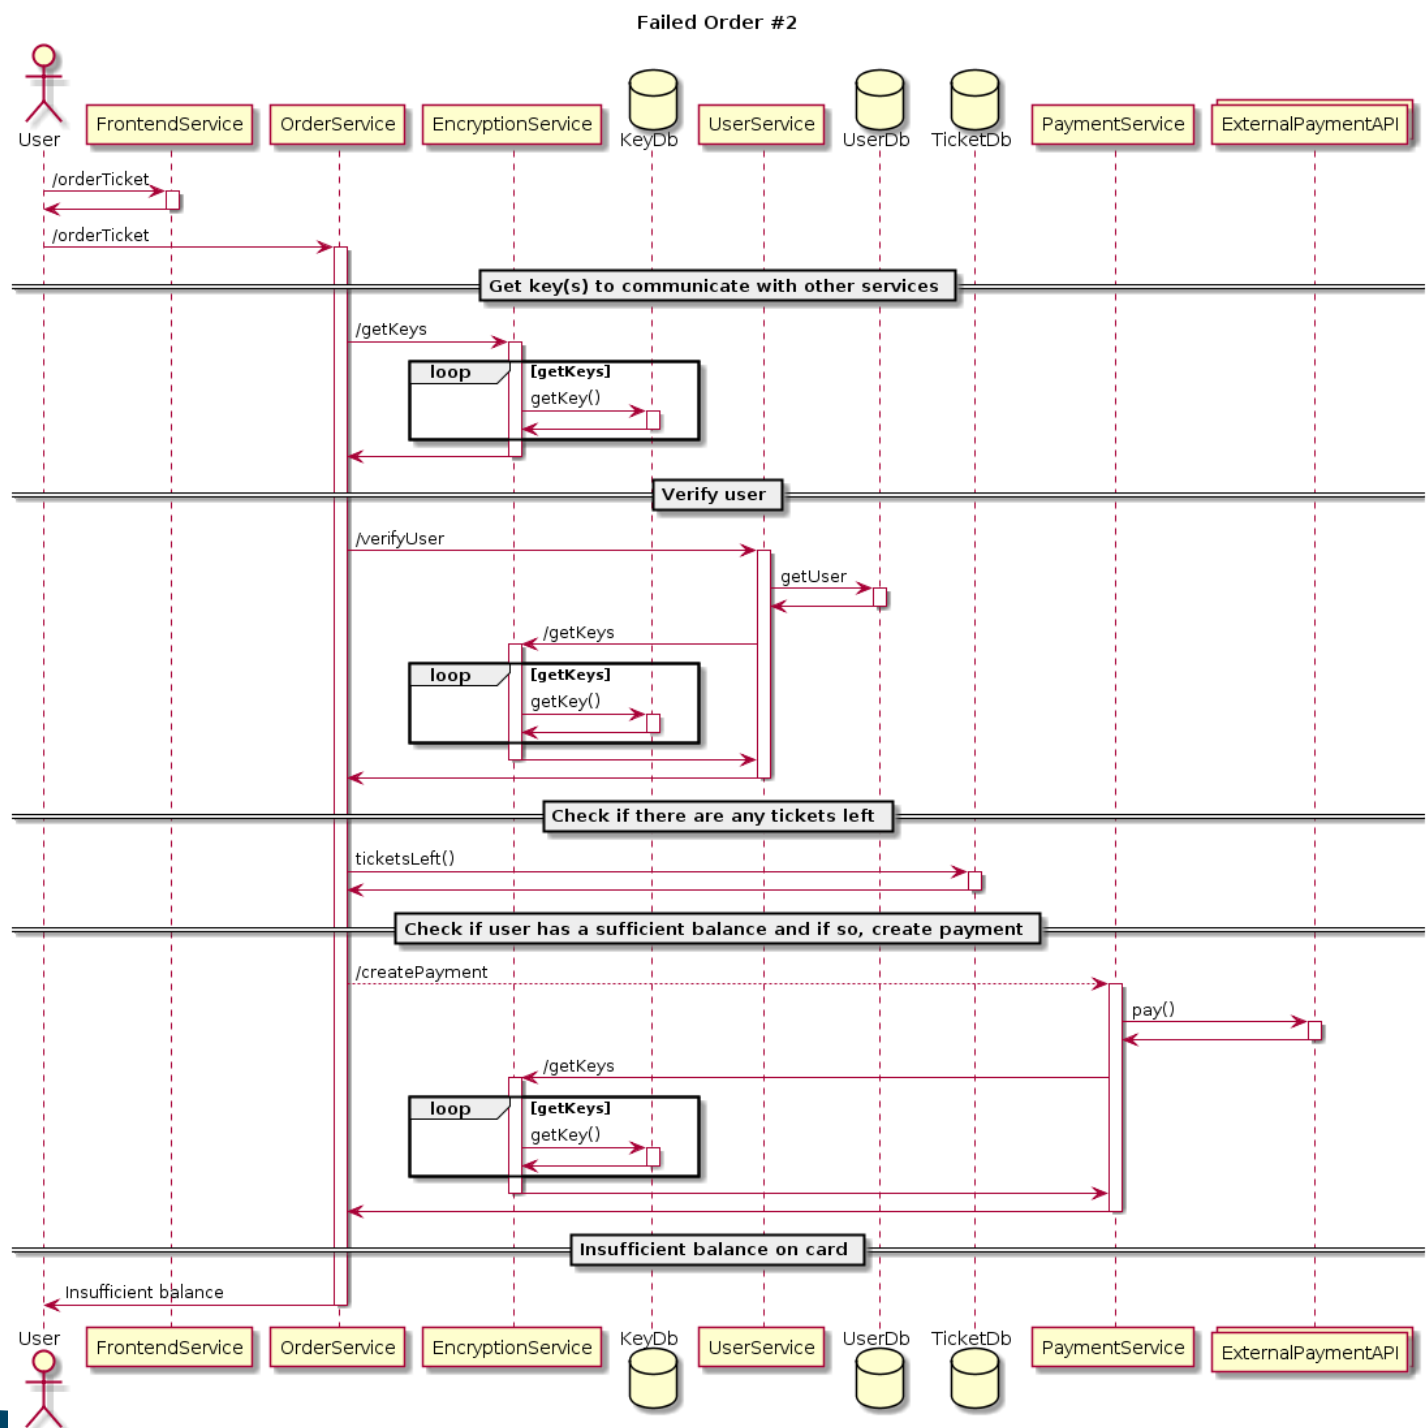 Failed Order #2
User
FrontendService
OrderService
EncryptionService
KeyDb
UserService
UserDb
TicketDb
PaymentService
ExternalPaymentAPI
/orderTicket
/orderTicket
Get key(s) to communicate with other services
/getKeys
loop
[getKeys]
getKey()
Verify user
/verifyUser
getUser
/getKeys
loop
[getKeys]
getKey()
Check if there are any tickets left
ticketsLeft()
Check if user has a sufficient balance and if so, create payment
/createPayment
pay()
/getKeys
loop
[getKeys]
getKey()
Insufficient balance on card
Insufficient balance
User
FrontendService
OrderService
EncryptionService
KeyDb
UserService
UserDb
TicketDb
PaymentService
ExternalPaymentAPI